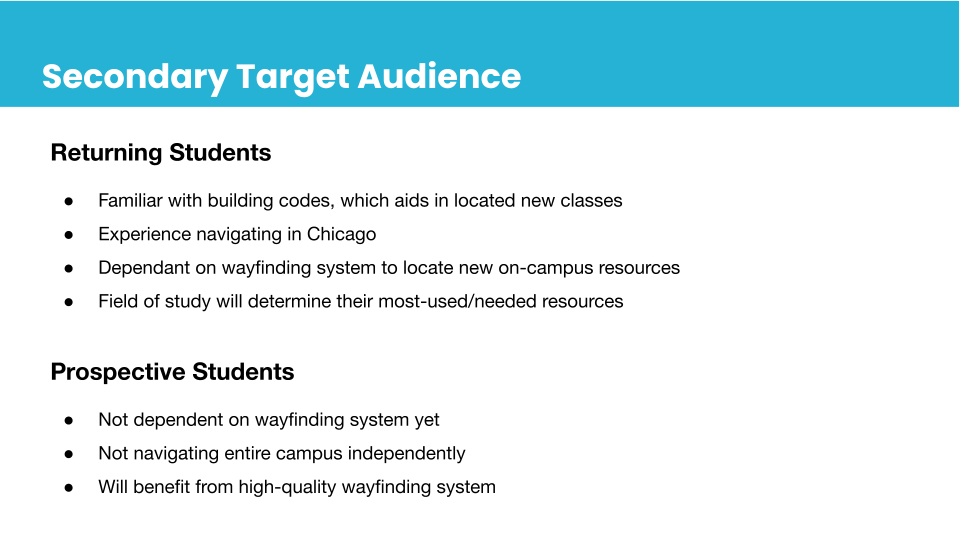 Secondary Target Audience
Returning Students
● Familiar with building codes, which aids in located new classes
● Experience navigating in Chicago
● Dependant on wayfinding system to locate new on-campus resources
● Field of study will determine their most-used/needed resources
Prospective Students
● Not dependent on wayfinding system yet
● Not navigating entire campus independently
● Will benefit from high-quality wayfinding system